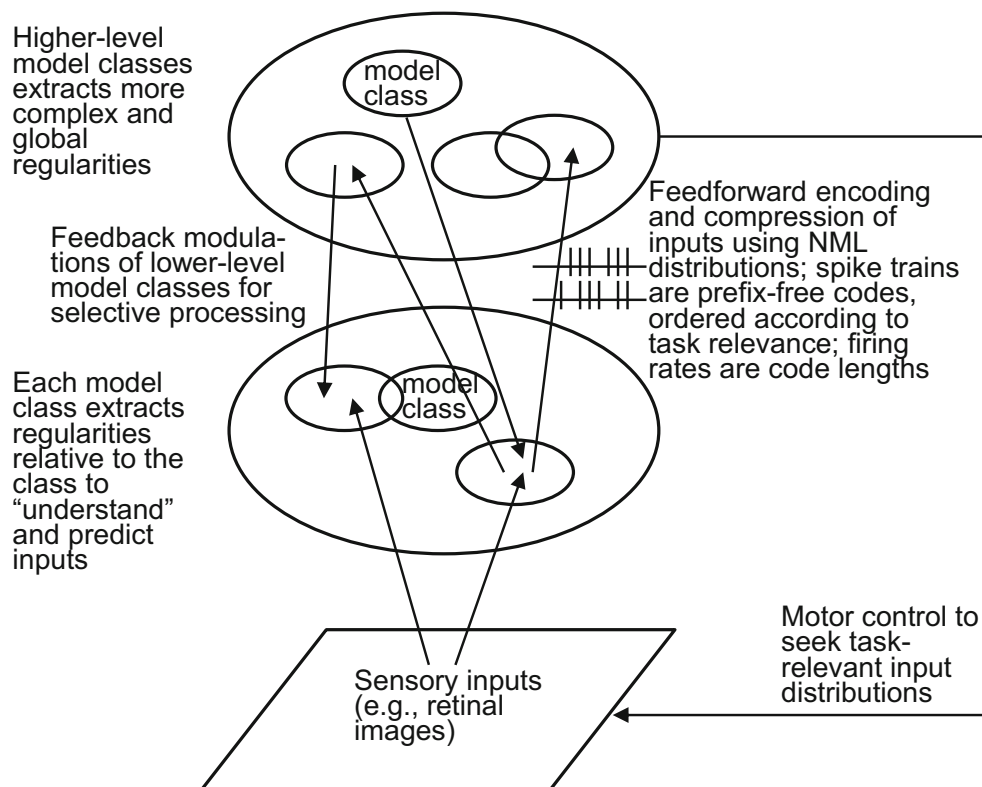 Higher-level
model classes
extracts more
complex and
global
regularities
model
class
Feedforward encoding
and compression of
inputs using NML
distributions; spike trains
are prefix-free codes,
ordered according to
task relevance; firing
rates are code lengths
Feedback modula-
tions of lower-level
model classes for
selective processing
Each model
class extracts
regularities
relative to the
class to
“understand”
and predict
inputs
model
class
Motor control to
seek task-
relevant input
distributions
Sensory inputs
(e.g., retinal
images)